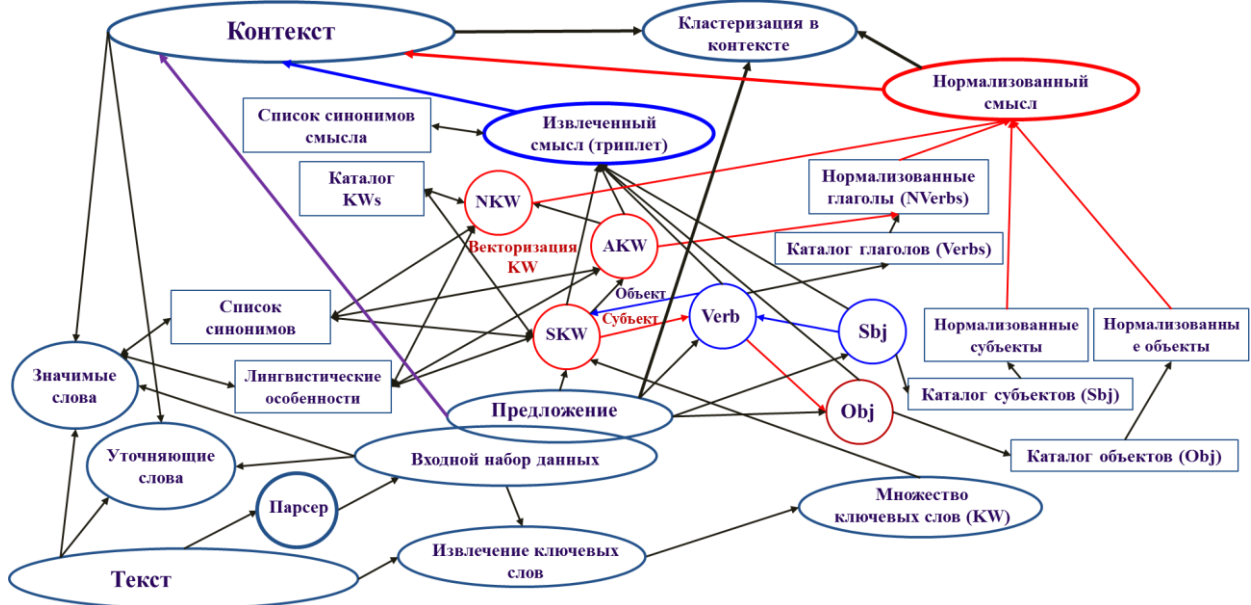 Контекст
Кластеризация в
контексте
Нормализованный
смысл
Список синонимов
смысла
Извлеченный
смысл (триплет)
Каталог
KWs
NKW
Нормализованные
глаголы (NVerbs)
Векторизация
KW
AKW
Каталог глаголов (Verbs)
Объект
Субъект
Список
синонимов
SKW
Verb
Sbj
Нормализованные
субъекты
Нормализованны
е объекты
Значимые
слова
Лингвистические
особенности
Каталог субъектов (Sbj)
Предложение
Obj
Входной набор данных
Каталог объектов (Obj)
Уточняющие
слова
Парсер
Множество
ключевых слов (KW)
Извлечение ключевых
слов
Текст